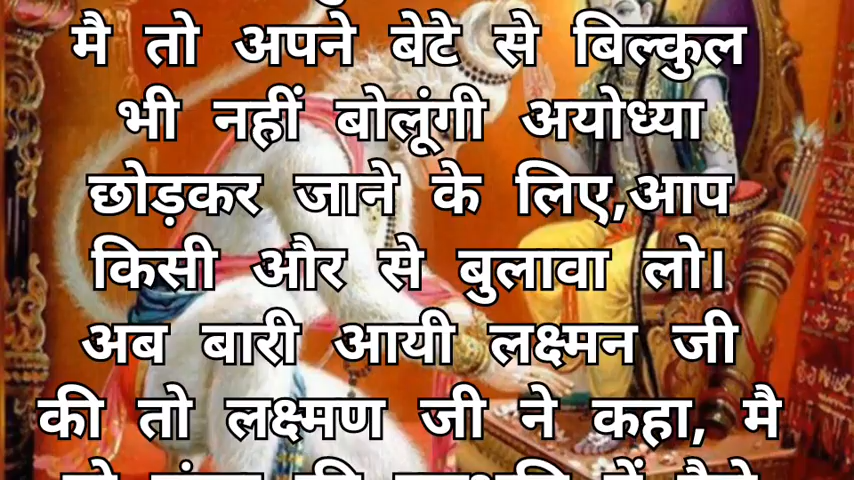 मै तो अपने बेटे से बिल्कुल
भी नहीं बोलूंगी अयोध्या
छोड़कर जाने के लिए,आप
किसी और से बुलावा लो।
अब बारी आयी लक्ष्मन जी
की तो लक्ष्मण जी ने कहा, मै